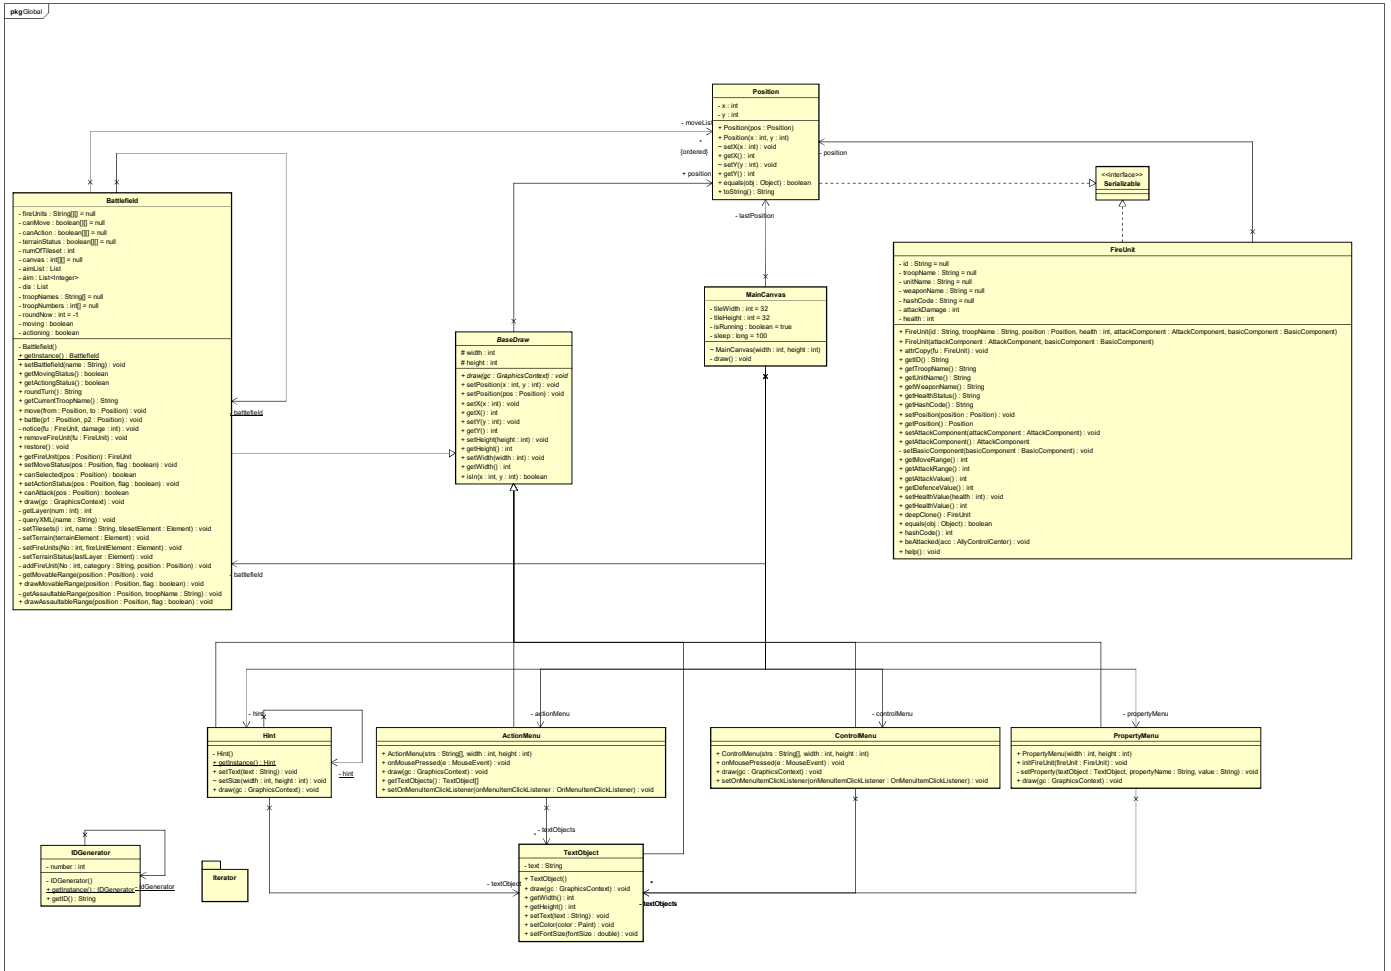 pkg Global
Position
- x : int
- y : int
+ Position(pos : Position)
+ Position(x : int, y : int)
~ setX(x : int) : void
+ getX() : int
~ setY(y : int) : void
+ getY() : int
+ equals(obj : Object) : boolean
+ toString() : String
- moveList
*
{ordered}
+ position
- position
- lastPosition
<<interface>>
Serializable
Battlefield
- fireUnits : String[][] = null
- canMove : boolean[][] = null
- canAction : boolean[][] = null
- terrainStatus : boolean[][] = null
- numOfTileset : int
- canvas : int[][] = null
- aimList : List
- aim : List<Integer>
- dis : List
- troopNames : String[] = null
- troopNumbers : int[] = null
- roundNow : int = -1
- moving : boolean
- actioning : boolean
- Battlefield()
+ getInstance() : Battlefield
+ setBattlefield(name : String) : void
+ getMovingStatus() : boolean
+ getActiongStatus() : boolean
+ roundTurn() : String
+ getCurrentTroopName() : String
+ move(from : Position, to : Position) : void
+ battle(p1 : Position, p2 : Position) : void
- notice(fu : FireUnit, damage : int) : void
+ removeFireUnit(fu : FireUnit) : void
+ restore() : void
+ getFireUnit(pos : Position) : FireUnit
+ setMoveStatus(pos : Position, flag : boolean) : void
+ canSelected(pos : Position) : boolean
+ setActionStatus(pos : Position, flag : boolean) : void
+ canAttack(pos : Position) : boolean
+ draw(gc : GraphicsContext) : void
- getLayer(num : int) : int
- queryXML(name : String) : void
- setTilesets(i : int, name : String, tilesetElement : Element) : void
- setTerrain(terrainElement : Element) : void
- setFireUnits(No : int, fireUnitElement : Element) : void
- setTerrainStatus(lastLayer : Element) : void
- addFireUnit(No : int, category : String, position : Position) : void
- getMovableRange(position : Position) : void
+ drawMovableRange(position : Position, flag : boolean) : void
- getAssaultableRange(position : Position, troopName : String) : void
+ drawAssaultableRange(position : Position, flag : boolean) : void
- battlefield
- battlefield
BaseDraw
# width : int
# height : int
+ draw(gc : GraphicsContext) : void
+ setPosition(x : int, y : int) : void
+ setPosition(pos : Position) : void
+ setX(x : int) : void
+ getX() : int
+ setY(y : int) : void
+ getY() : int
+ setHeight(height : int) : void
+ getHeight() : int
+ setWidth(width : int) : void
+ getWidth() : int
+ isIn(x : int, y : int) : boolean
MainCanvas
- tileWidth : int = 32
- tileHeight : int = 32
- isRunning : boolean = true
- sleep : long = 100
~ MainCanvas(width : int, height : int)
- draw() : void
FireUnit
- id : String = null
- troopName : String = null
- unitName : String = null
- weaponName : String = null
- hashCode : String = null
- attackDamage : int
- health : int
+ FireUnit(id : String, troopName : String, position : Position, health : int, attackComponent : AttackComponent, basicComponent : BasicComponent)
+ FireUnit(attackComponent : AttackComponent, basicComponent : BasicComponent)
+ attrCopy(fu : FireUnit) : void
+ getID() : String
+ getTroopName() : String
+ getUnitName() : String
+ getWeaponName() : String
+ getHealthStatus() : String
+ getHashCode() : String
+ setPosition(position : Position) : void
+ getPosition() : Position
+ setAttackComponent(attackComponent : AttackComponent) : void
+ getAttackComponent() : AttackComponent
- setBasicComponent(basicComponent : BasicComponent) : void
+ getMoveRange() : int
+ getAttackRange() : int
+ getAttackValue() : int
+ getDefenceValue() : int
+ setHealthValue(health : int) : void
+ getHealthValue() : int
+ deepClone() : FireUnit
+ equals(obj : Object) : boolean
+ hashCode() : int
+ beAttacked(acc : AllyControlCenter) : void
+ help() : void
- hint
- actionMenu
- controlMenu
- propertyMenu
Hint
- Hint()
+ getInstance() : Hint
+ setText(text : String) : void
~ setSize(width : int, height : int) : void
+ draw(gc : GraphicsContext) : void
- hint
ActionMenu
+ ActionMenu(strs : String[], width : int, height : int)
+ onMousePressed(e : MouseEvent) : void
+ draw(gc : GraphicsContext) : void
+ getTextObjects() : TextObject[]
+ setOnMenuItemClickListener(onMenuItemClickListener : OnMenuItemClickListener) : void
ControlMenu
+ ControlMenu(strs : String[], width : int, height : int)
+ onMousePressed(e : MouseEvent) : void
+ draw(gc : GraphicsContext) : void
+ setOnMenuItemClickListener(onMenuItemClickListener : OnMenuItemClickListener) : void
PropertyMenu
+ PropertyMenu(width : int, height : int)
+ initFireUnit(fireUnit : FireUnit) : void
- setProperty(textObject : TextObject, propertyName : String, value : String) : void
+ draw(gc : GraphicsContext) : void
* - textObjects
IDGenerator
- number : int
- IDGenerator()
+ getInstance() : IDGenerator
+ getID() : String
- idGenerator
Iterator
TextObject
- text : String
+ TextObject()
+ draw(gc : GraphicsContext) : void
+ getWidth() : int
+ getHeight() : int
+ setText(text : String) : void
+ setColor(color : Paint) : void
+ setFontSize(fontSize : double) : void
- textObject
*
- textObjects